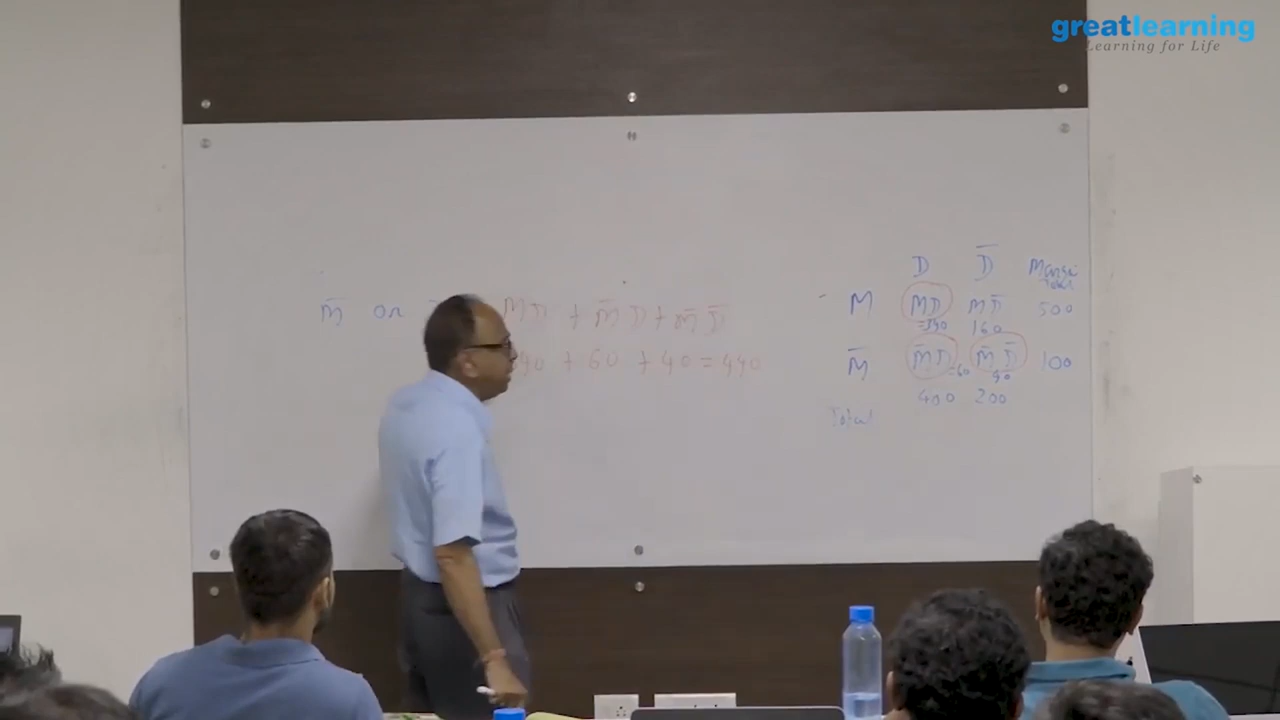 greatlearning
Learning for Life
M̄ on MD + M̄ D + M̄ D̄
40 + 60 + 40 = 440
D D̄
M MD MD̄ 500
=340 160
M̄ M̄D =60 M̄D̄ 40 100
400 200
Total